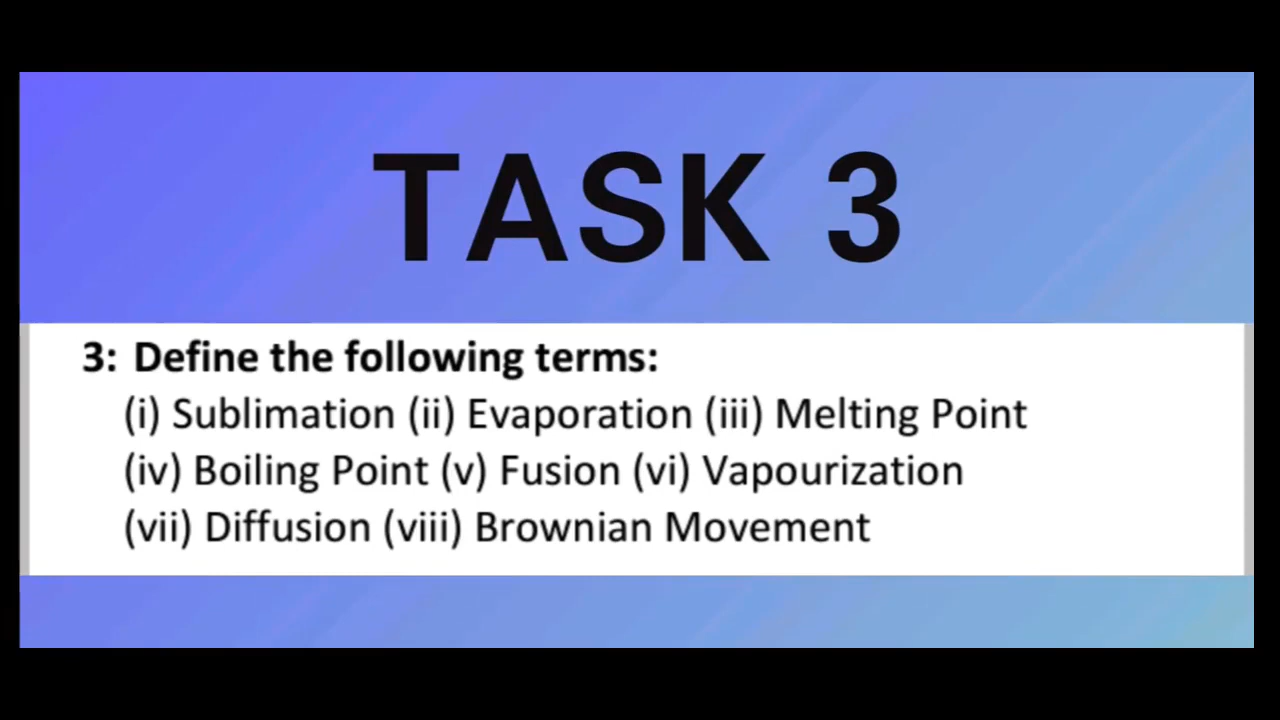 TASK 3
3: Define the following terms:
(i) Sublimation (ii) Evaporation (iii) Melting Point
(iv) Boiling Point (v) Fusion (vi) Vapourization
(vii) Diffusion (viii) Brownian Movement